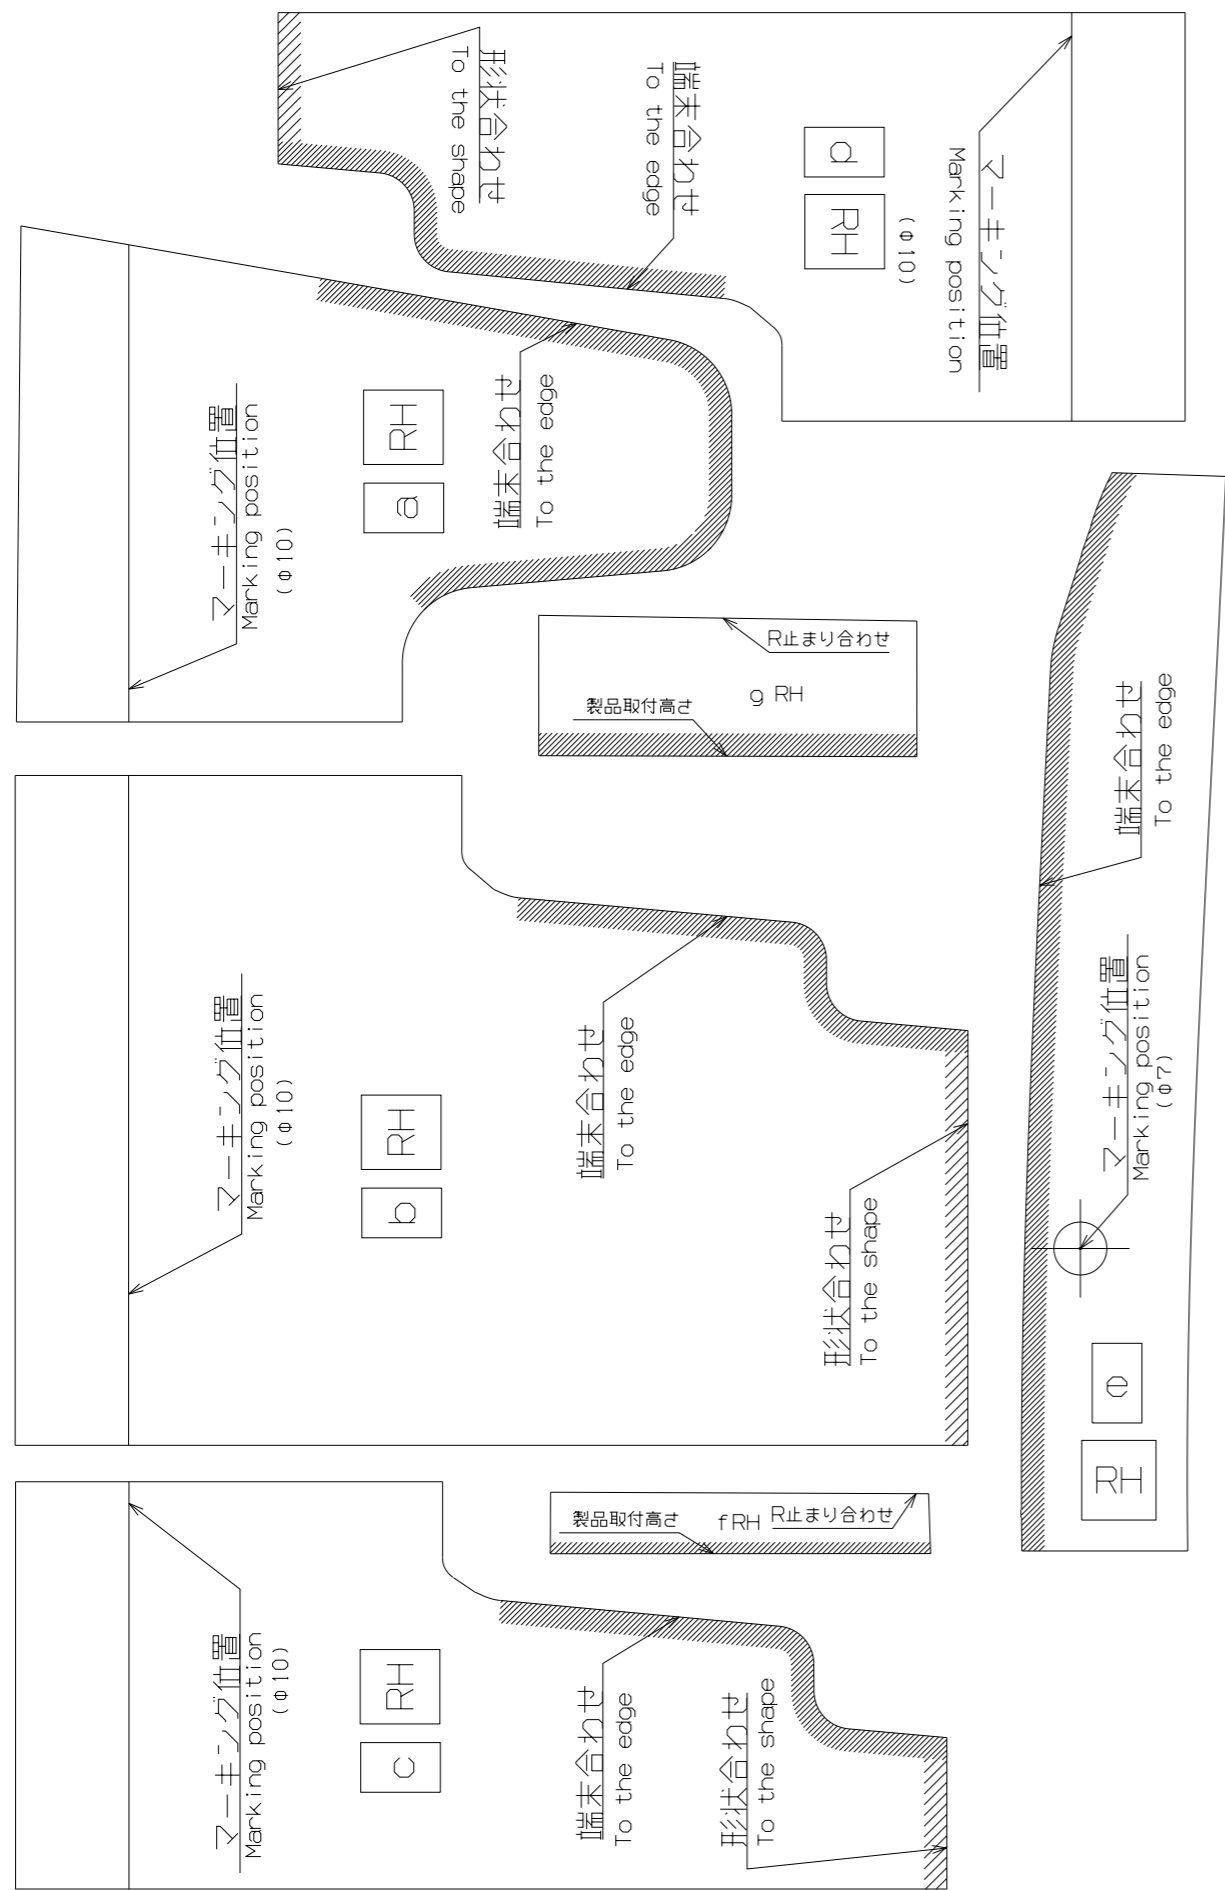 形状合わせ
To the shape
端末合わせ
To the edge
d
RH
マーキング位置
Marking position
(Φ10)
マーキング位置
Marking position
(Φ10)
RH
a
端末合わせ
To the edge
R止まり合わせ
g RH
製品取付高さ
端末合わせ
To the edge
マーキング位置
Marking position
(Φ7)
e
RH
マーキング位置
Marking position
(Φ10)
RH
b
端末合わせ
To the edge
形状合わせ
To the shape
製品取付高さ
f RH
R止まり合わせ
マーキング位置
Marking position
(Φ10)
RH
c
端末合わせ
To the edge
形状合わせ
To the shape